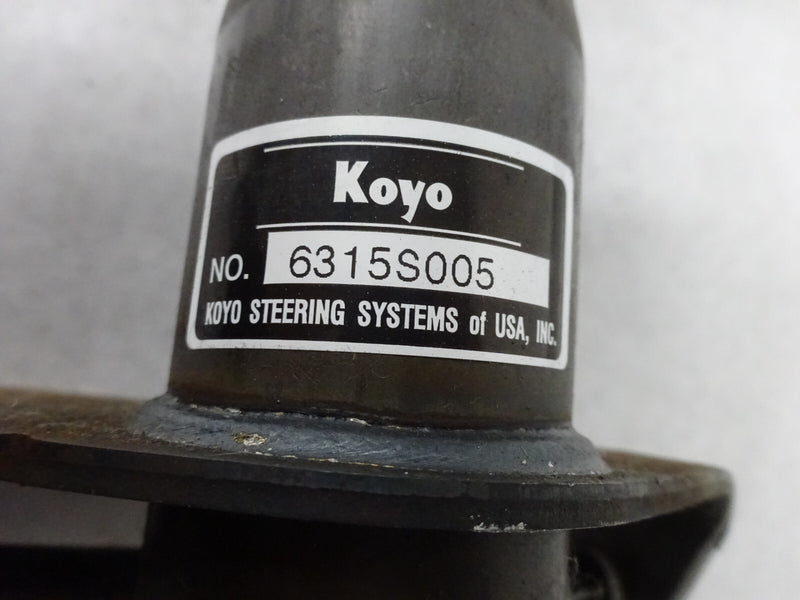 Koyo
NO. 6315S005
KOYO STEERING SYSTEMS of USA, INC.